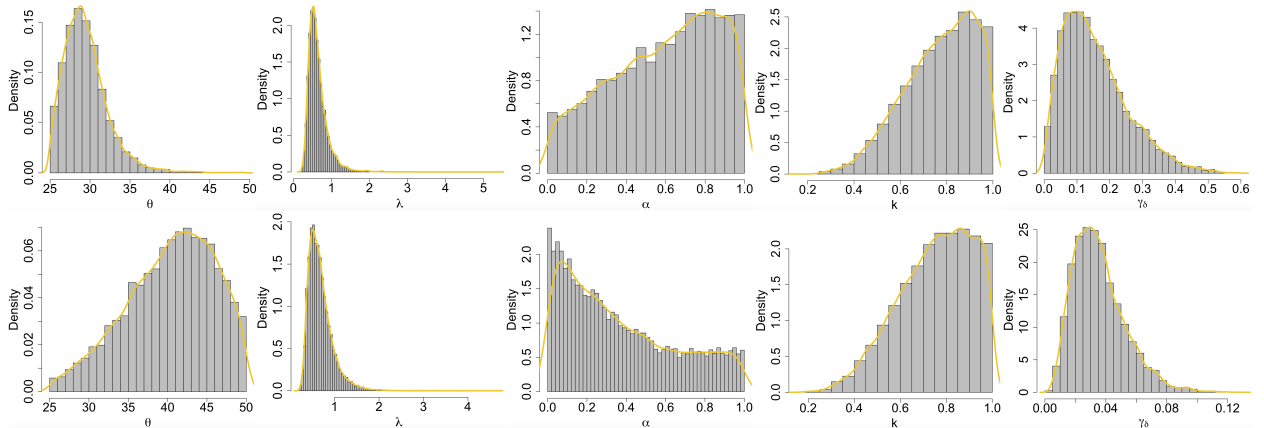 Density 0.00 0.05 0.10 0.15
25 30 35 40 45 50
θ
Density 0.0 0.5 1.0 1.5 2.0
0 1 2 3 4 5
λ
Density 0.0 0.4 0.8 1.2
0.0 0.2 0.4 0.6 0.8 1.0
α
Density 0.0 0.5 1.0 1.5 2.0 2.5
0.2 0.4 0.6 0.8 1.0
k
Density 0 1 2 3 4
0.0 0.1 0.2 0.3 0.4 0.5 0.6
γδ
Density 0.00 0.02 0.04 0.06
25 30 35 40 45 50
θ
Density 0.0 0.5 1.0 1.5 2.0
1 2 3 4
λ
Density 0.0 0.5 1.0 1.5 2.0
0.0 0.2 0.4 0.6 0.8 1.0
α
Density 0.0 0.5 1.0 1.5 2.0
0.2 0.4 0.6 0.8 1.0
k
Density 0 5 10 15 20 25
0.00 0.04 0.08 0.12
γδ